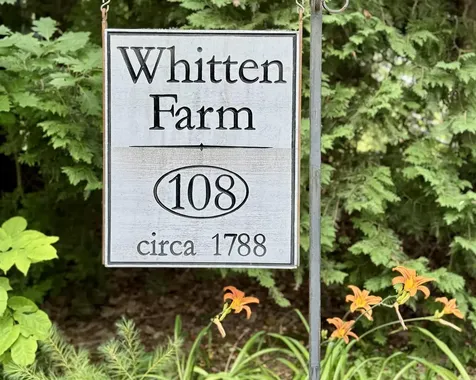 Whitten
Farm
108
circa 1788